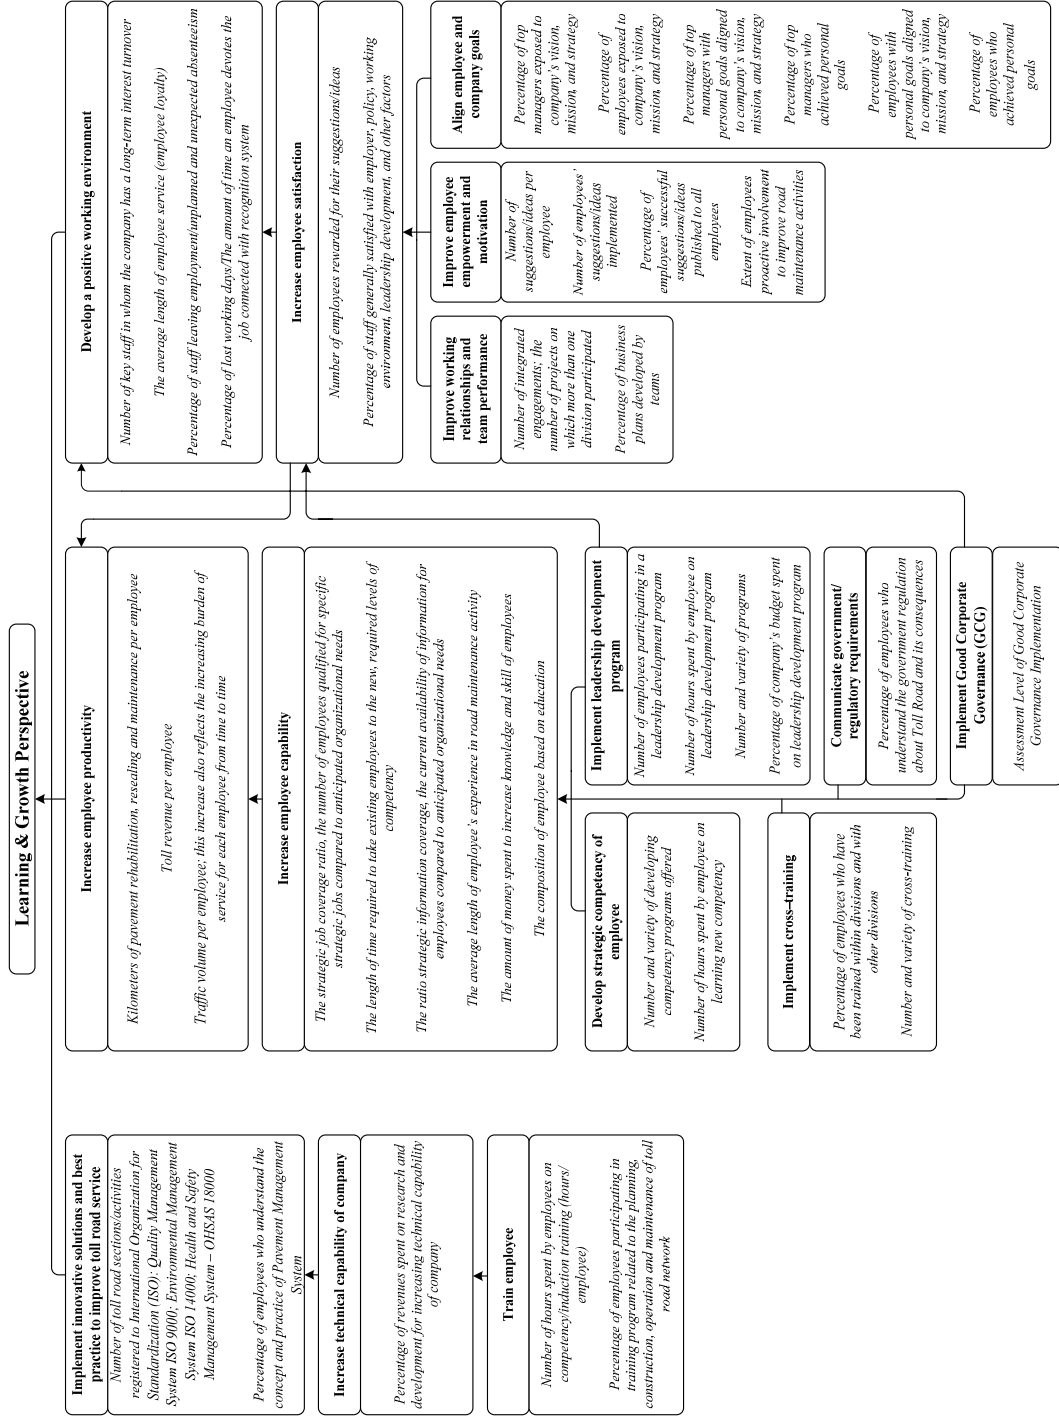 Learning & Growth Perspective
Implement innovative solutions and best
practice to improve toll road service
Number of toll road sections/activities
registered to International Organization for
Standardization (ISO): Quality Management
System ISO 9000; Enviromental Management
System ISO 14000; Health and Safety
Management System – OHSAS 18000
Percentage of employees who understand the
concept and practice of Pavement Management
System
Increase technical capability of company
Percentage of revenues spent on research and
development for increasing technical capability
of company
Train employee
Number of hours spent by employees on
competency/induction training (hours/
employee)
Percentage of employees participating in
training program related to the planning,
construction, operation and maintenance of toll
road network
Increase employee productivity
Kilometers of pavement rehabilitation, reseding and maintenance per employee
Toll revenue per employee
Traffic volume per employee; this increase also reflects the increasing burden of
service for each employee from time to time
Increase employee capability
The strategic job coverage ratio, the number of employees qualified for specific
strategic jobs compared to anticipated organizational needs
The length of time required to take existing employees to the new, required levels of
competency
The ratio strategic information coverage, the current availability of information for
employees compared to anticipated organizational needs
The average length of employee's experience in road maintenance activity
The amount of money spent to increase knowledge and skill of employees
The composition of employee based on education
Develop strategic competency of
employee
Number and variety of developing
competency programs offered
Number of hours spent by employee on
learning new competency
Implement cross–training
Percentage of employees who have
been trained within divisions and with
other divisions
Number and variety of cross-training
Implement leadership development
program
Number of employees participating in a
leadership development program
Number of hours spent by employee on
leadership development program
Number and variety of programs
Percentage of company's budget spent
on leadership development program
Communicate government/
regulatory requirements
Percentage of employees who
understand the government regulation
about Toll Road and its consequences
Implement Good Corporate
Governance (GCG)
Assessment Level of Good Corporate
Governance Implementation
Develop a positive working environment
Number of key staff in whom the company has a long-term interest turnover
The average length of employee service (employee loyalty)
Percentage of staff leaving employment/unplanned and unexpected absenteeism
Percentage of lost working days/The amount of time an employee devotes the
job connected with recognition system
Increase employee satisfaction
Number of employees rewarded for their suggestions/ideas
Percentage of staff generally satisfied with employer, policy, working
environment, leadership development, and other factors
Improve working
relationships and
team performance
Number of integrated
engagements; the
number of projects on
which more than one
division participated
Percentage of business
plans developed by
teams
Improve employee
empowerment and
motivation
Number of
suggestions/ideas per
employee
Number of employees'
suggestions/ideas
implemented
Percentage of
employees' successful
suggestions/ideas
published to all
employees
Extent of employees
proactive involvement
to improve road
maintenance activities
Align employee and
company goals
Percentage of top
managers exposed to
company's vision,
mission, and strategy
Percentage of
employees exposed to
company's vision,
mission, and strategy
Percentage of top
managers with
personal goals aligned
to company's vision,
mission, and strategy
Percentage of top
managers who
achieved personal
goals
Percentage of
employees with
personal goals aligned
to company's vision,
mission, and strategy
Percentage of
employees who
achieved personal
goals